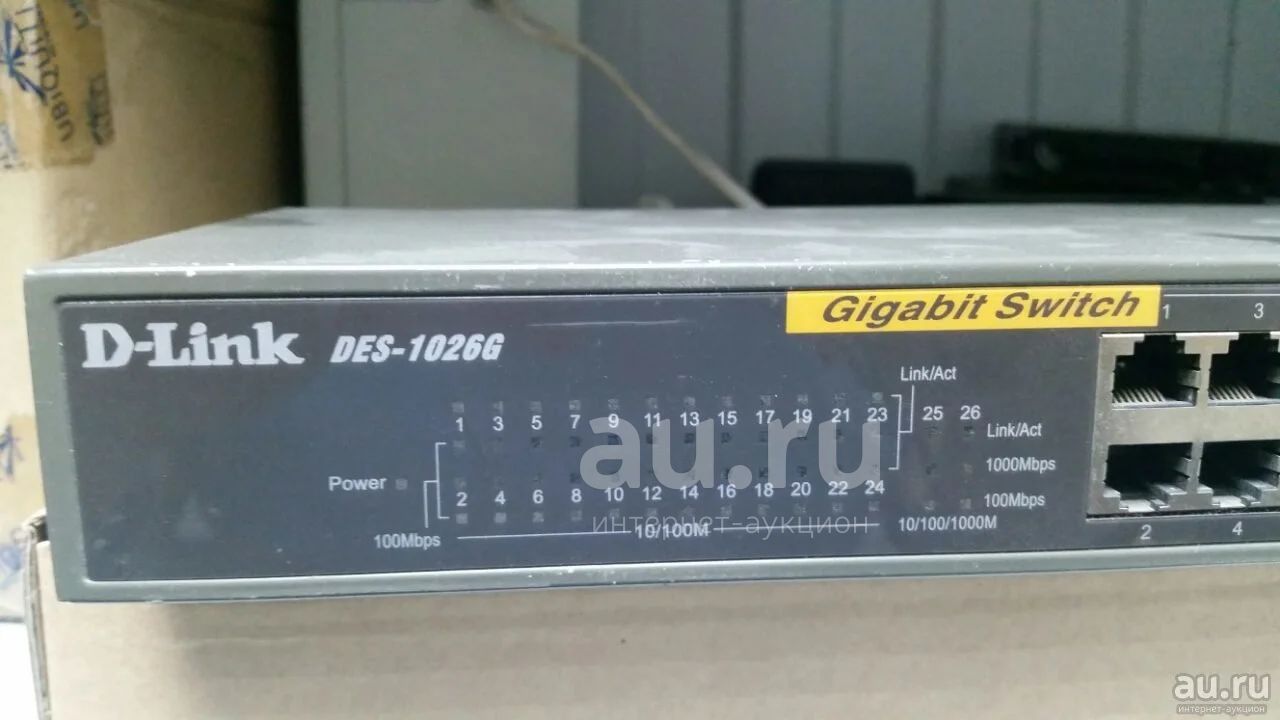 UBIQUITI
D-Link DES-1026G
Gigabit Switch
1 3
Link/Act
1 3 5 7 9 11 13 15 17 19 21 23 25 26
Link/Act
1000Mbps
Power
2 4 6 8 10 12 14 16 18 20 22 24
100Mbps
100Mbps
10/100M
10/100/1000M
2 4
au.ru
интернет-аукцион
au.ru
интернет-аукцион